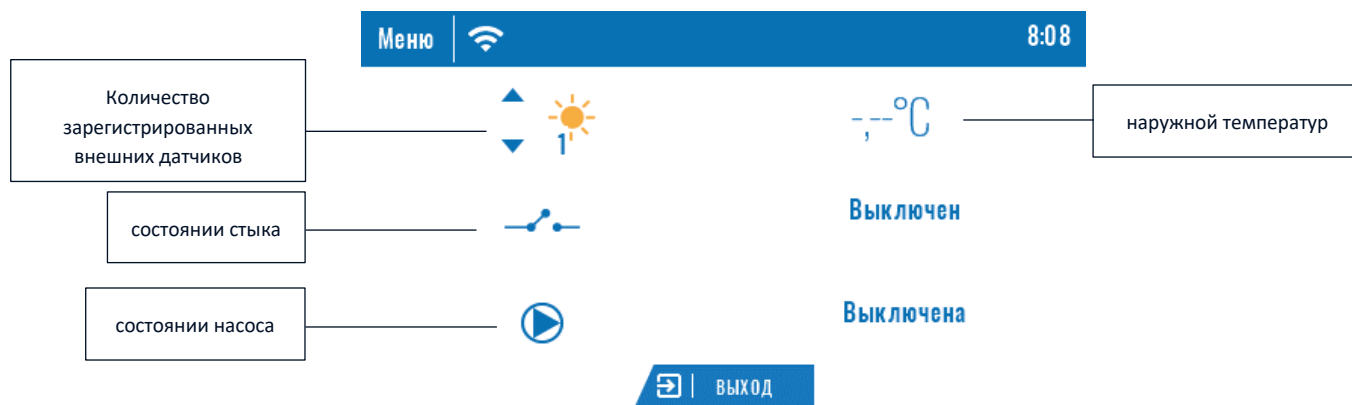 Меню
8:08
Количество
зарегистрированных
внешних датчиков
1
-,--°C
наружной температур
состоянии стыка
Выключен
состоянии насоса
Выключена
выход